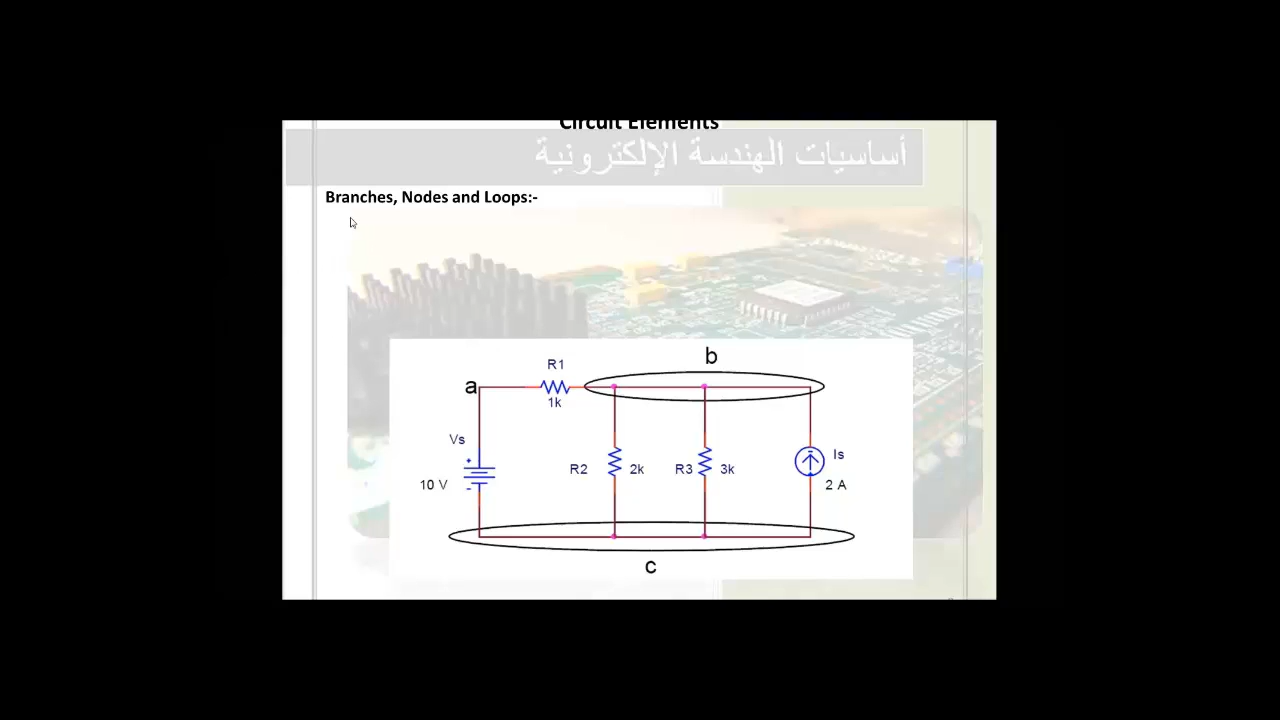 Circuit Elements
أساسيات الهندسة الإلكترونية
Branches, Nodes and Loops:-
b
R1
a
1k
Vs
+
Is
R2
2k
R3
3k
10 V
-
2 A
c